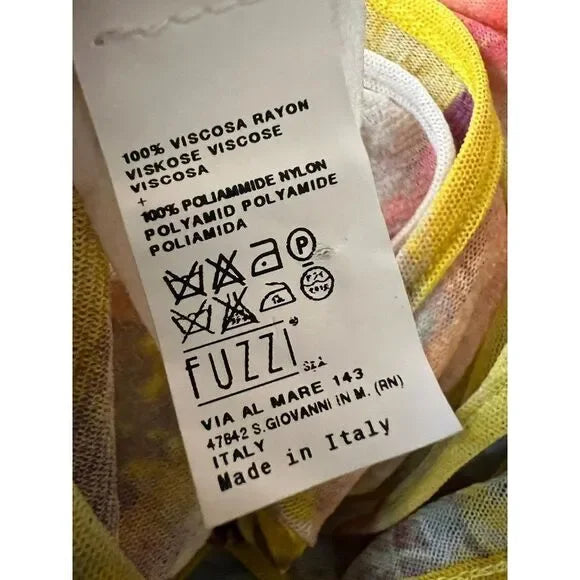 100% VISCOSA RAYON
VISKOSE VISCOSE
VISCOSA
+
100% POLIAMMIDE NYLON
POLYAMID POLYAMIDE
POLIAMIDA
P
FUZZI
VIA AL MARE 143
47842 S.GIOVANNI IN M. (RN)
ITALY
Made in Italy